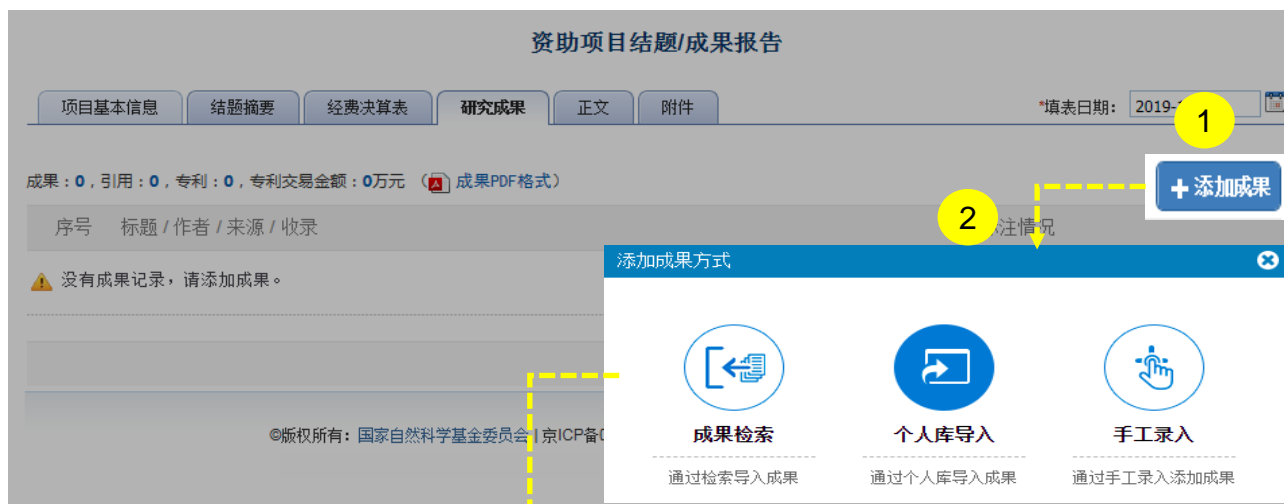 资助项目结题/成果报告
项目基本信息 结题摘要 经费决算表 研究成果 正文 附件 *填表日期: 2019-
1
成果:0,引用:0,专利:0,专利交易金额:0万元 (成果PDF格式)
+添加成果
2
序号 标题 / 作者 / 来源 / 收录 注情况
添加成果方式
没有成果记录,请添加成果。
成果检索 个人库导入 手工录入
通过检索导入成果 通过个人库导入成果 通过手工录入添加成果
©版权所有: 国家自然科学基金委员会 | 京ICP备